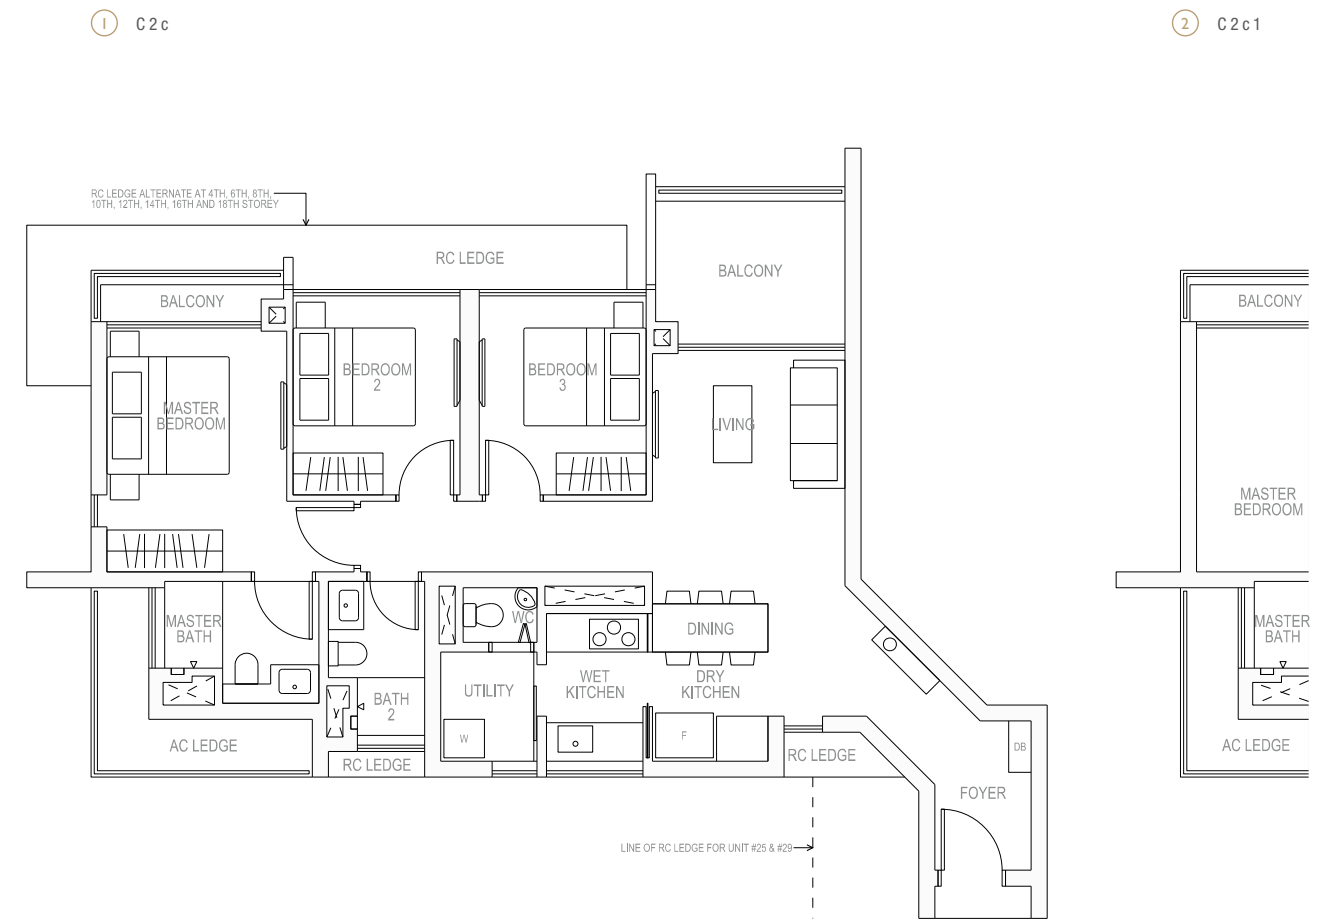 1 C2c
2 C2c1
RC LEDGE ALTERNATE AT 4TH, 6TH, 8TH,
10TH, 12TH, 14TH, 16TH AND 18TH STOREY
RC LEDGE
BALCONY
BALCONY
BALCONY
BEDROOM
2
BEDROOM
3
MASTER
BEDROOM
LIVING
MASTER
BEDROOM
MASTER
BATH
WC
DINING
MASTER
BATH
UTILITY
WET
KITCHEN
DRY
KITCHEN
BATH
2
W
F
AC LEDGE
RC LEDGE
RC LEDGE
DB
AC LEDGE
FOYER
LINE OF RC LEDGE FOR UNIT #25 & #29